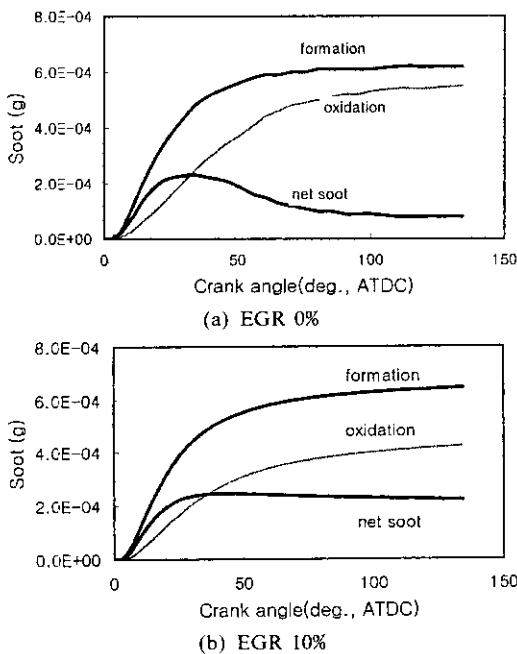 8.0E-04
6.0E-04
4.0E-04
2.0E-04
0.0E+00
Soot (g)
formation
oxidation
net soot
0 50 100 150
Crank angle(deg., ATDC)
(a) EGR 0%
8.0E-04
6.0E-04
4.0E-04
2.0E-04
0.0E+00
Soot (g)
formation
oxidation
net soot
0 50 100 150
Crank angle(deg., ATDC)
(b) EGR 10%